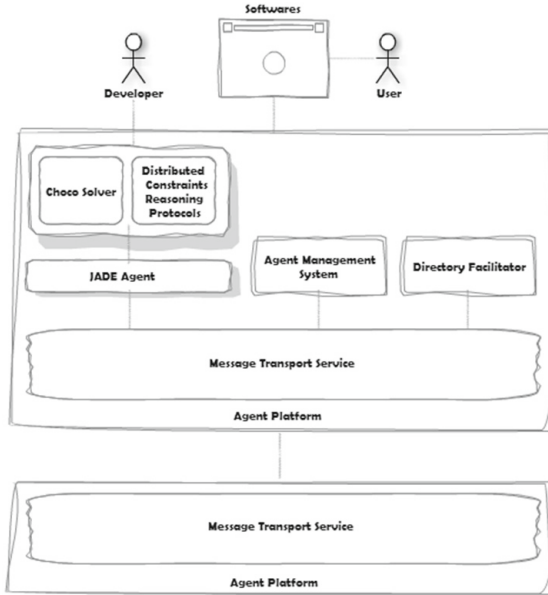 Softwares
Developer
User
Choco Solver
Distributed
Constraints
Reasoning
Protocols
JADE Agent
Agent Management
System
Directory Facilitator
Message Transport Service
Agent Platform
Message Transport Service
Agent Platform